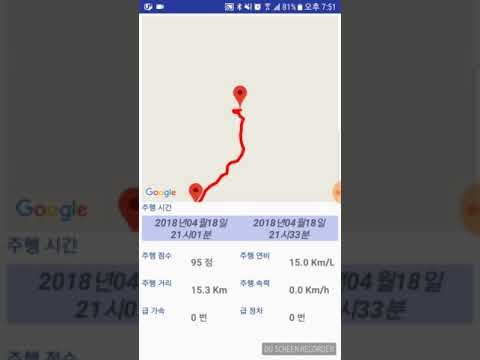 81% 오후 7:51
Google
주행 시간
2018년04월18일 2018년04월18일
21시01분 21시33분
주행 점수 95 점 주행 연비 15.0 Km/L
주행 거리 15.3 Km 주행 속력 0.0 Km/h
급 가속 0 번 급 정차 0 번
DU SCREEN RECORDER
Google
주행 시간
2018년04 04월18일
21시0 33분
주행 점수